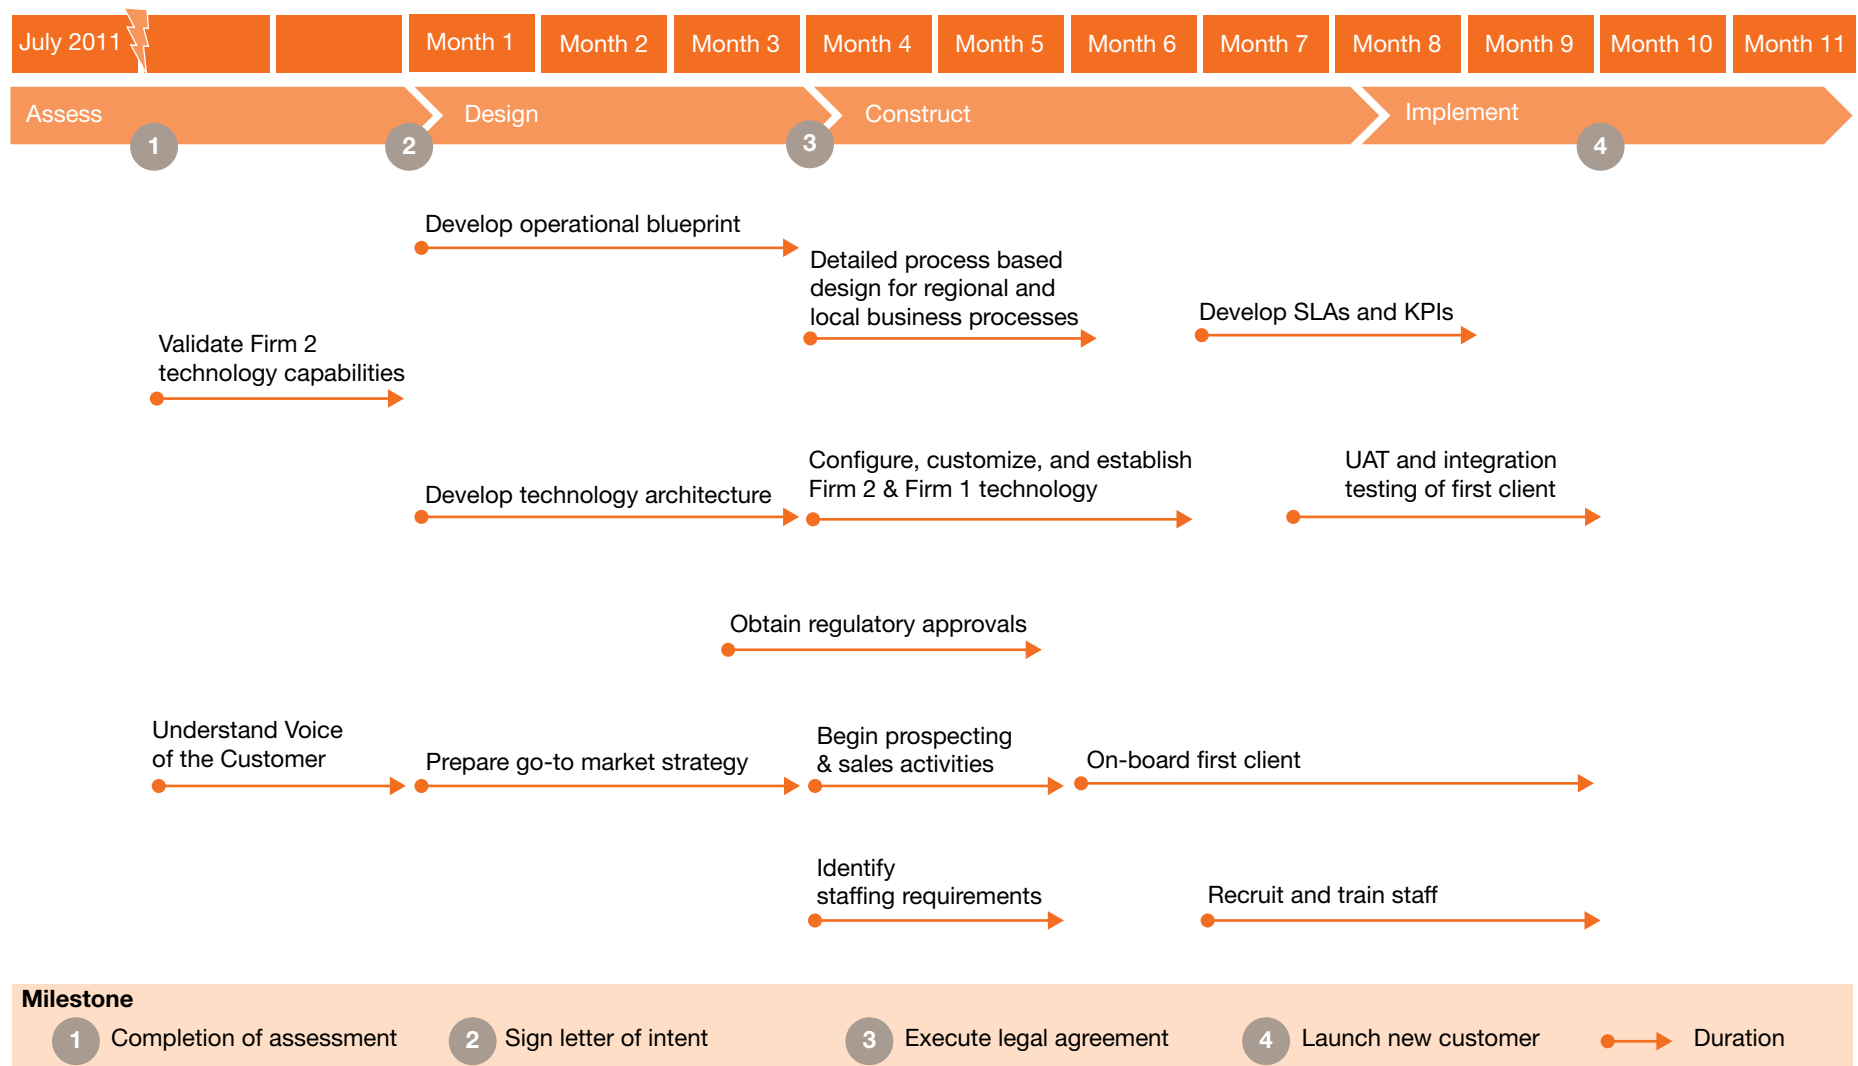 July 2011 Month 1 Month 2 Month 3 Month 4 Month 5 Month 6 Month 7 Month 8 Month 9 Month 10 Month 11
Assess Design Construct Implement
1 2 3 4
Develop operational blueprint
Detailed process based
design for regional and
local business processes
Develop SLAs and KPIs
Validate Firm 2
technology capabilities
Develop technology architecture
Configure, customize, and establish
Firm 2 & Firm 1 technology
UAT and integration
testing of first client
Obtain regulatory approvals
Understand Voice
of the Customer
Prepare go-to market strategy
Begin prospecting
& sales activities
On-board first client
Identify
staffing requirements
Recruit and train staff
Milestone
1 Completion of assessment 2 Sign letter of intent 3 Execute legal agreement 4 Launch new customer Duration